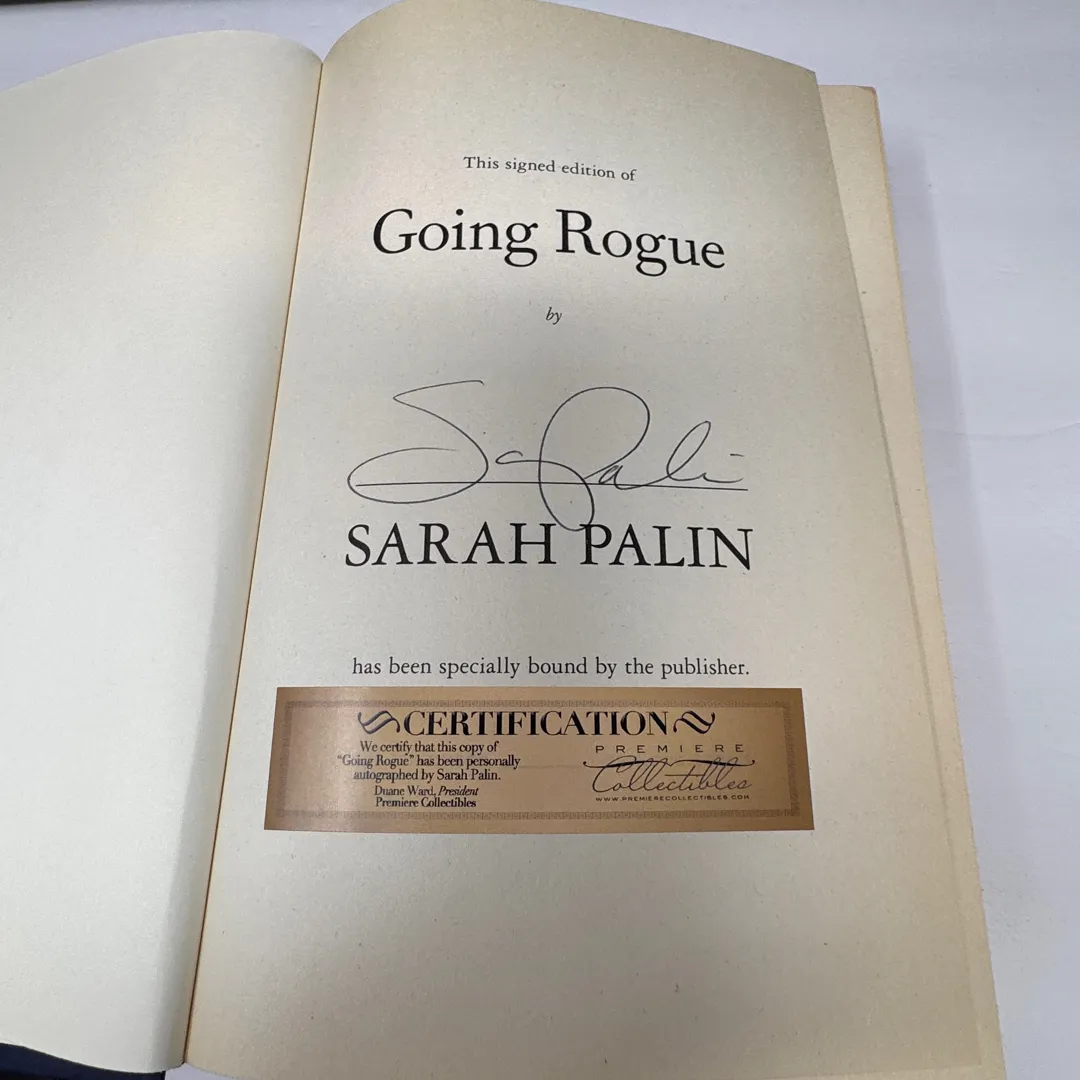 This signed edition of
Going Rogue
by
Sa Palin
SARAH PALIN
has been specially bound by the publisher.
CERTIFICATION
We certify that this copy of
"Going Rogue" has been personally
autographed by Sarah Palin.
Duane Ward, President
Premiere Collectibles
PREMIERE
Collectibles
WWW.PREMIERECOLLECTIBLES.COM